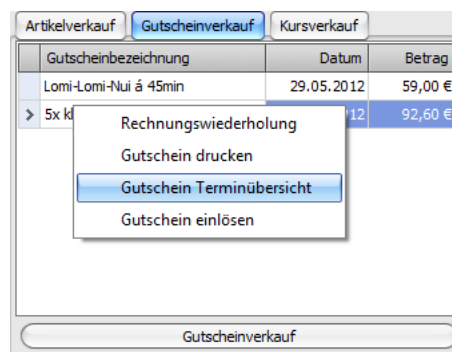 Artikelverkauf Gutscheinverkauf Kursverkauf
Gutscheinbezeichnung Datum Betrag
Lomi-Lomi-Nui á 45min 29.05.2012 59,00 €
5x 12 92,60 €
Rechnungswiederholung
Gutschein drucken
Gutschein Terminübersicht
Gutschein einlösen
Gutscheinverkauf